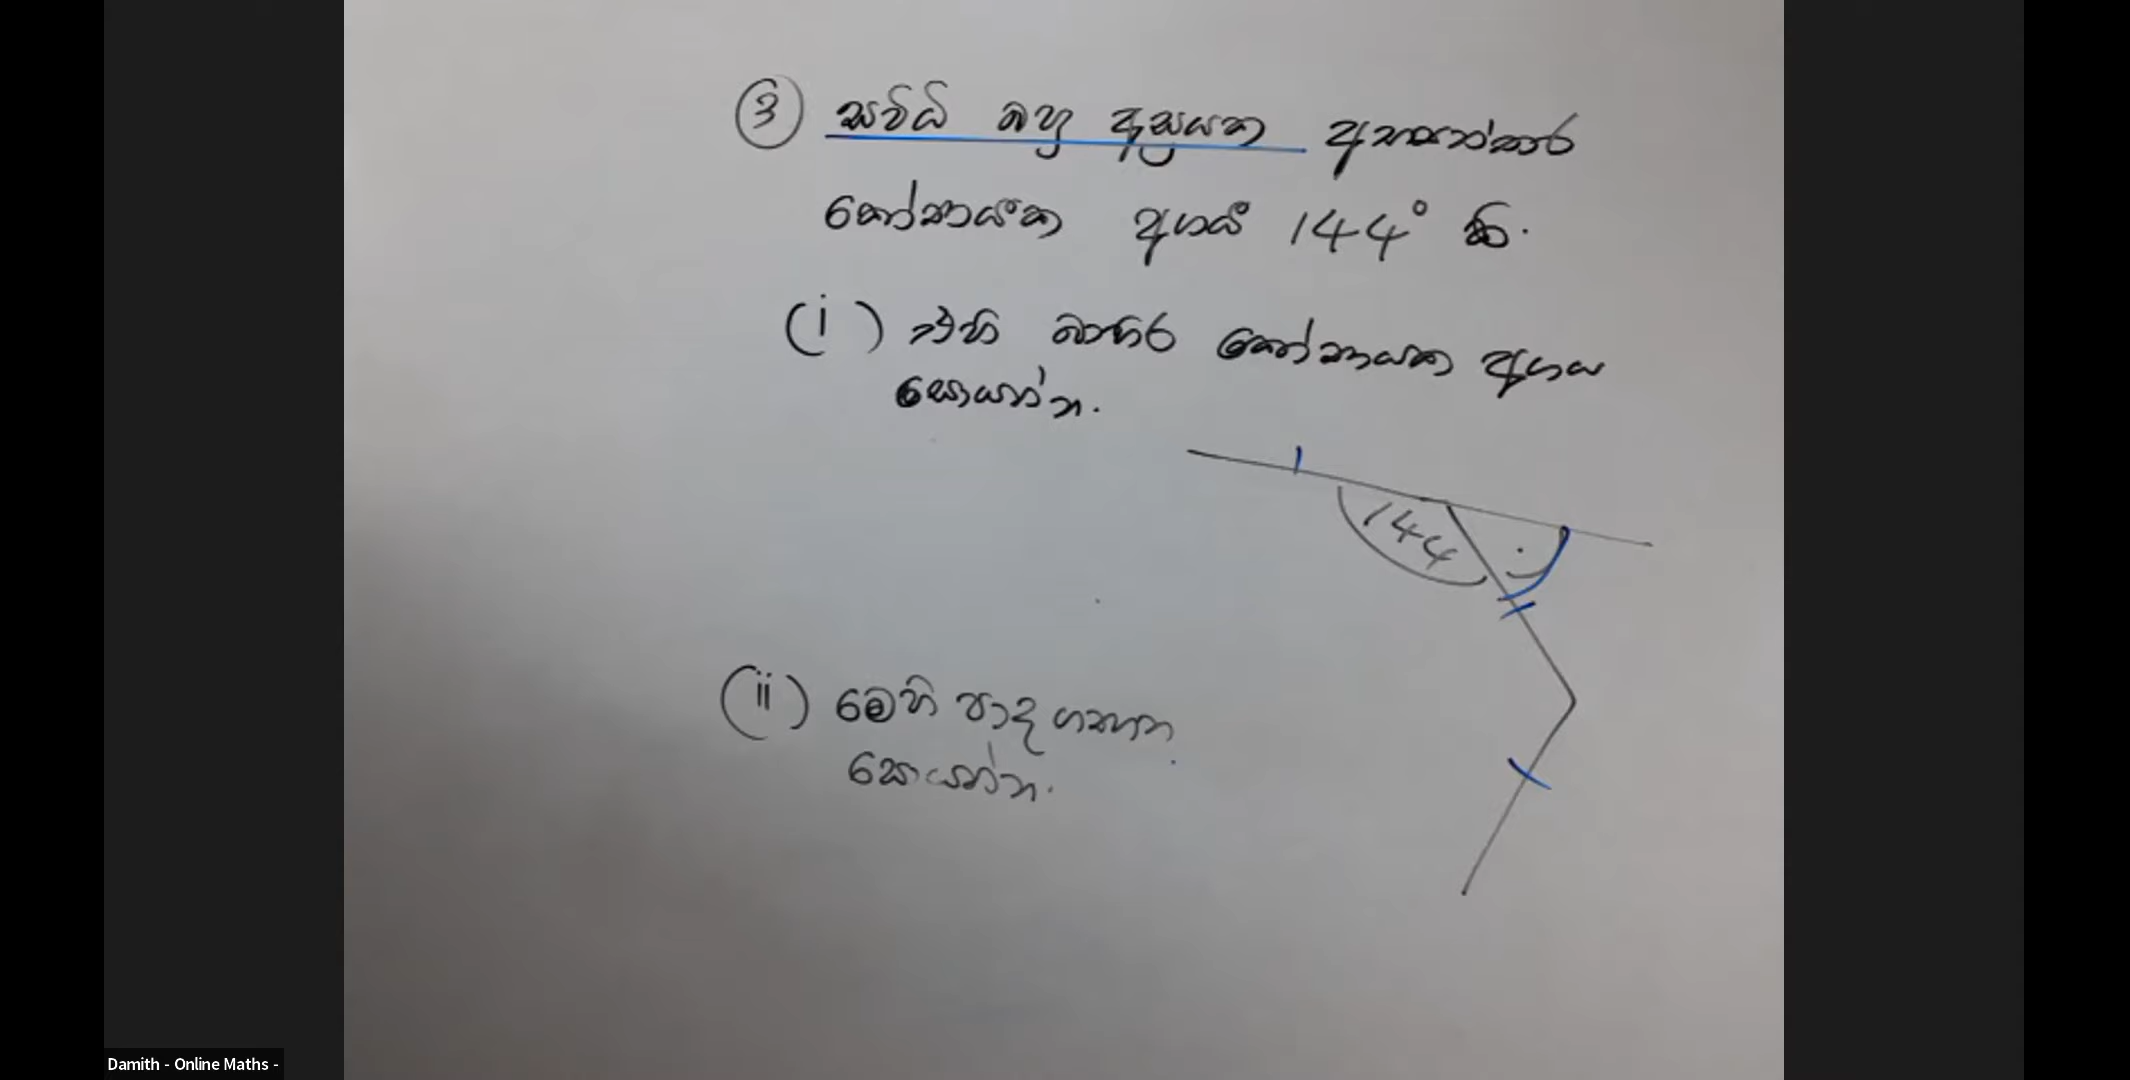 ③ සවිධි බහු අස්‍රයක අභ්‍යන්තර
කෝණයක අගය 144° කි.
(i) එහි බාහිර කෝණයක අගය
සොයන්න.
144
(ii) මෙහි පාද ගණන
සොයන්න.
Damith - Online Maths -